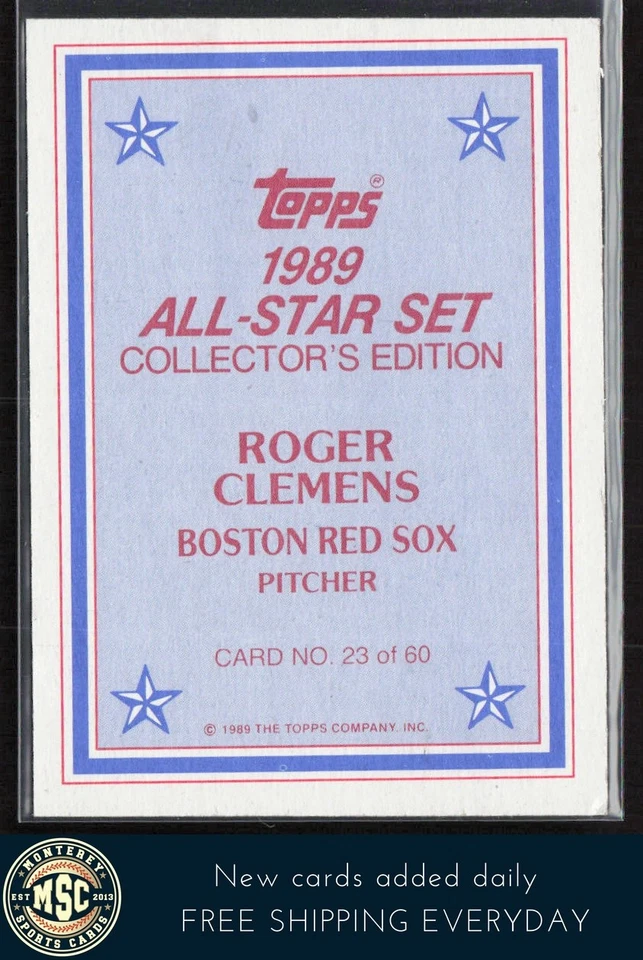 Topps®
1989
ALL-STAR SET
COLLECTOR'S EDITION
ROGER
CLEMENS
BOSTON RED SOX
PITCHER
CARD NO. 23 of 60
© 1989 THE TOPPS COMPANY, INC.
MONTEREY
EST MSC 2013
SPORTS CARDS
New cards added daily
FREE SHIPPING EVERYDAY